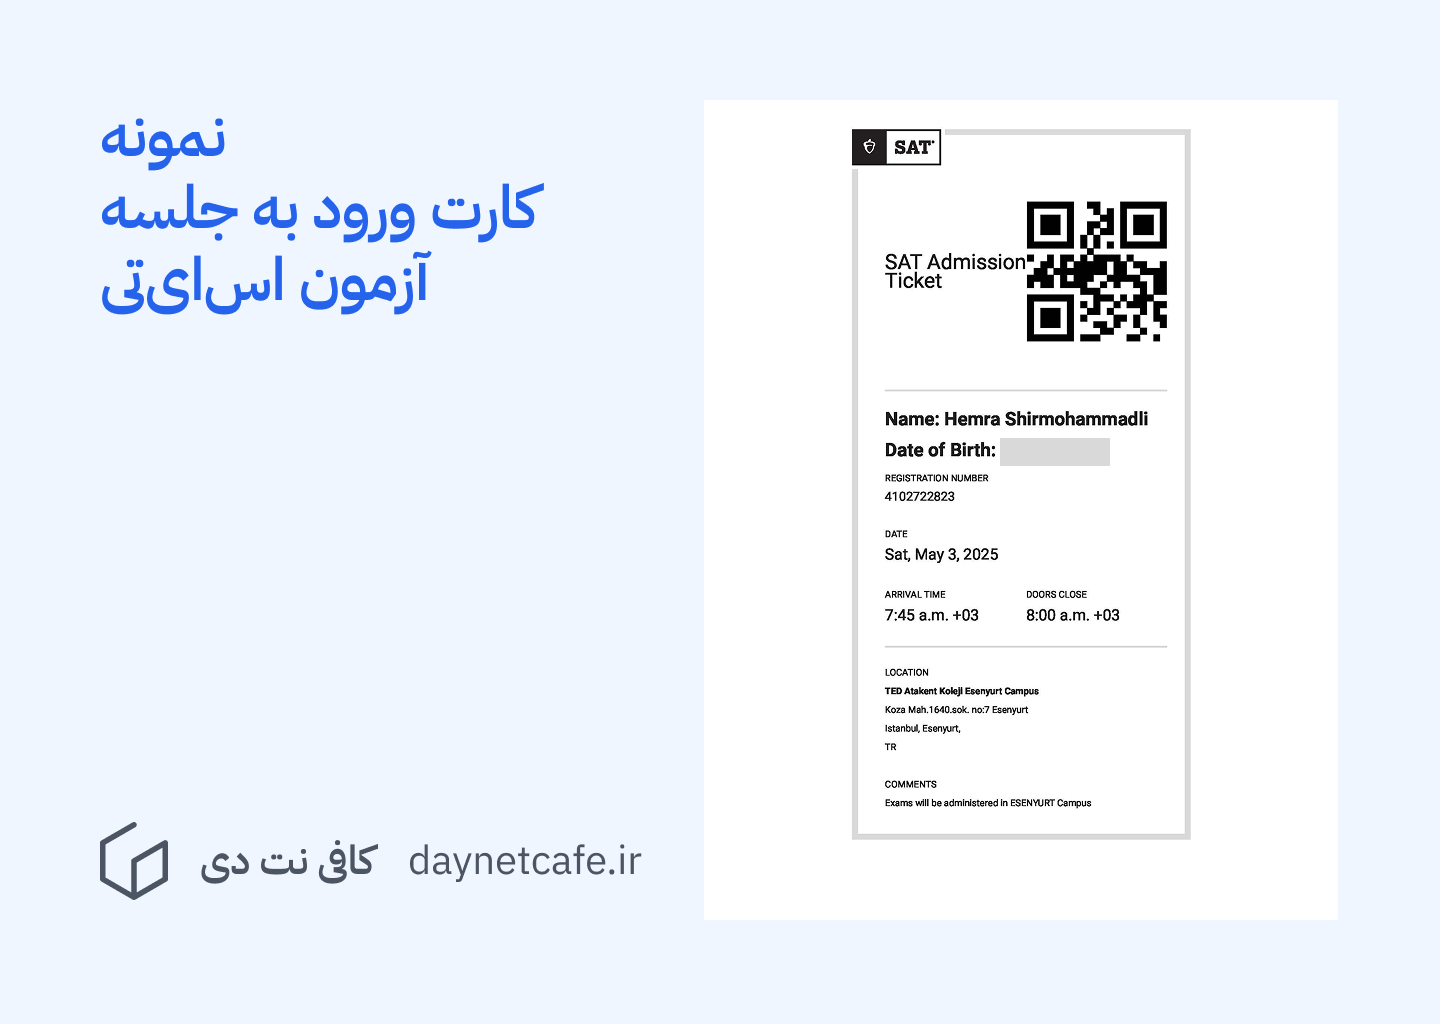 نمونه
کارت ورود به جلسه
آزمون اس‌ای‌تی
SAT
SAT Admission
Ticket
Name: Hemra Shirmohammadli
Date of Birth:
REGISTRATION NUMBER
4102722823
DATE
Sat, May 3, 2025
ARRIVAL TIME DOORS CLOSE
7:45 a.m. +03 8:00 a.m. +03
LOCATION
TED Atakent Koleji Esenyurt Campus
Koza Mah.1640.sok. no:7 Esenyurt
Istanbul, Esenyurt,
TR
COMMENTS
Exams will be administered in ESENYURT Campus
کافی نت دی daynetcafe.ir